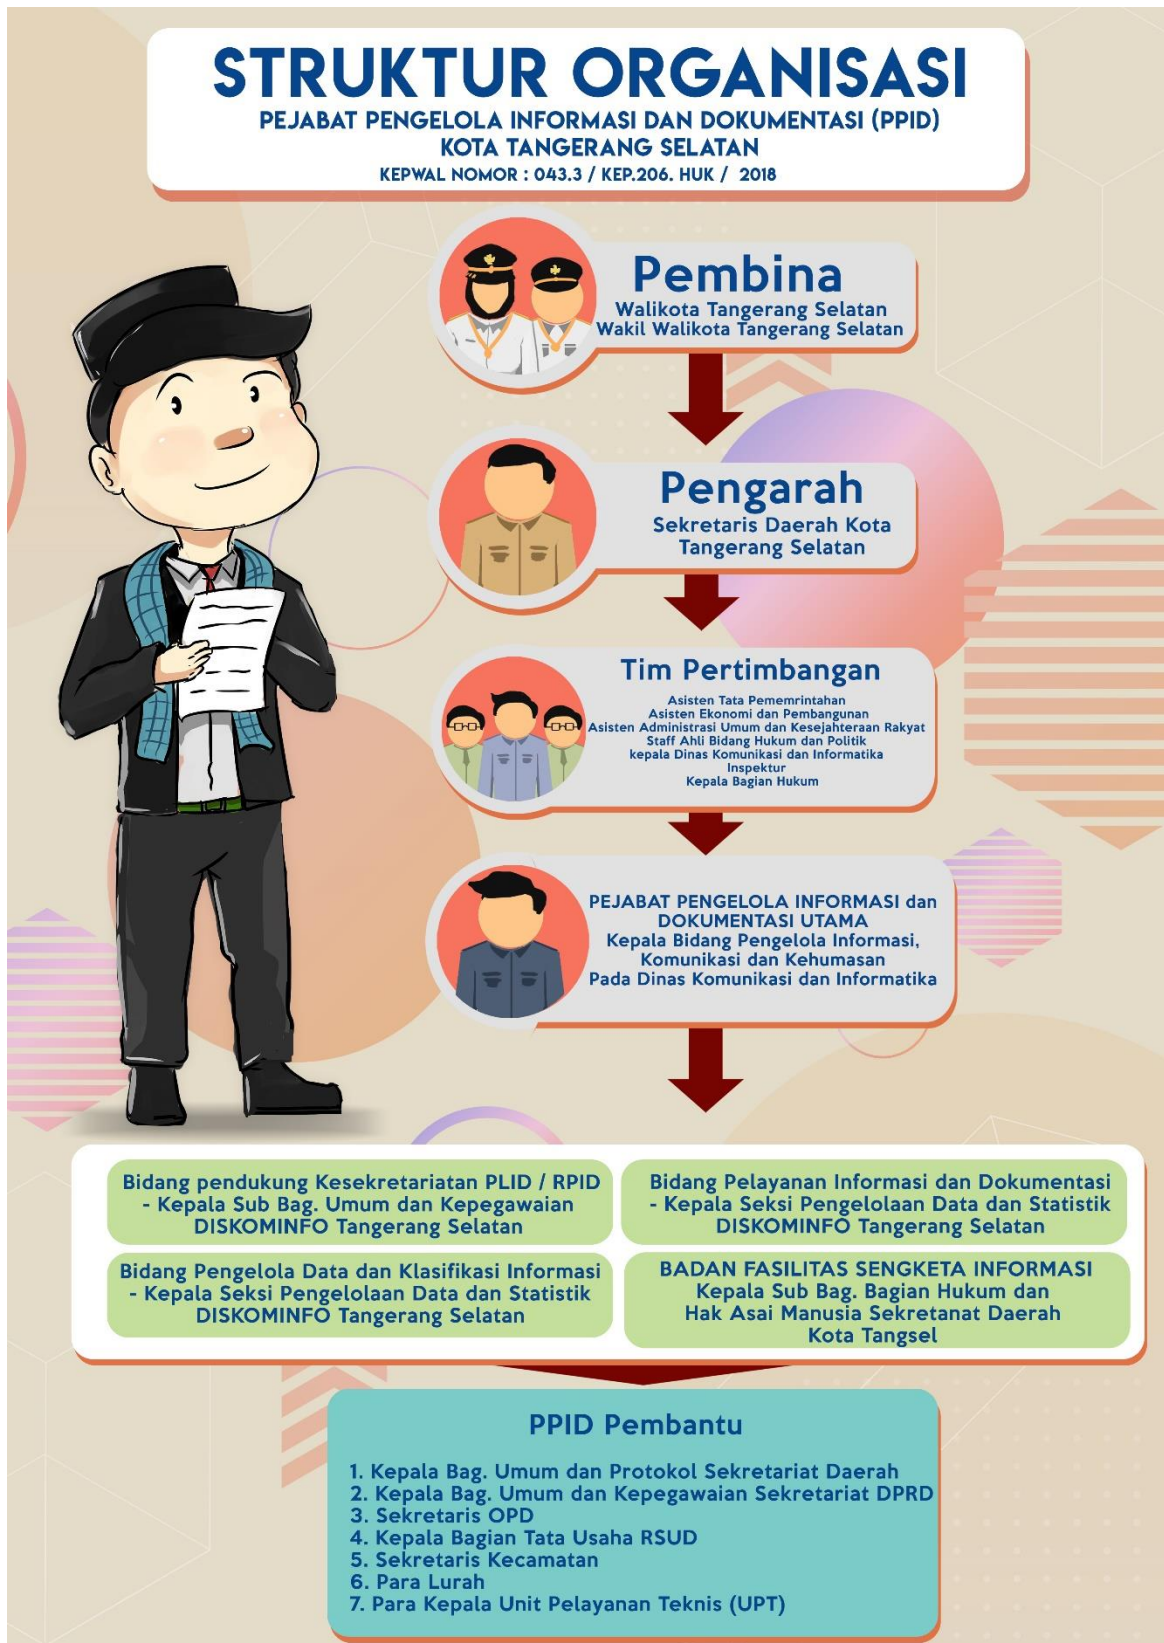 STRUKTUR ORGANISASI
PEJABAT PENGELOLA INFORMASI DAN DOKUMENTASI (PPID)
KOTA TANGERANG SELATAN
KEPWAL NOMOR : 043.3 / KEP.206. HUK / 2018
Pembina
Walikota Tangerang Selatan
Wakil Walikota Tangerang Selatan
Pengarah
Sekretaris Daerah Kota
Tangerang Selatan
Tim Pertimbangan
Asisten Tata Pememrintahan
Asisten Ekonomi dan Pembangunan
Asisten Administrasi Umum dan Kesejahteraan Rakyat
Staff Ahli Bidang Hukum dan Politik
kepala Dinas Komunikasi dan Informatika
Inspektur
Kepala Bagian Hukum
PEJABAT PENGELOLA INFORMASI dan
DOKUMENTASI UTAMA
Kepala Bidang Pengelola Informasi,
Komunikasi dan Kehumasan
Pada Dinas Komunikasi dan Informatika
Bidang pendukung Kesekretariatan PLID / RPID
- Kepala Sub Bag. Umum dan Kepegawaian
DISKOMINFO Tangerang Selatan
Bidang Pelayanan Informasi dan Dokumentasi
- Kepala Seksi Pengelolaan Data dan Statistik
DISKOMINFO Tangerang Selatan
Bidang Pengelola Data dan Klasifikasi Informasi
- Kepala Seksi Pengelolaan Data dan Statistik
DISKOMINFO Tangerang Selatan
BADAN FASILITAS SENGKETA INFORMASI
Kepala Sub Bag. Bagian Hukum dan
Hak Asai Manusia Sekretanat Daerah
Kota Tangsel
PPID Pembantu
1. Kepala Bag. Umum dan Protokol Sekretariat Daerah
2. Kepala Bag. Umum dan Kepegawaian Sekretariat DPRD
3. Sekretaris OPD
4. Kepala Bagian Tata Usaha RSUD
5. Sekretaris Kecamatan
6. Para Lurah
7. Para Kepala Unit Pelayanan Teknis (UPT)